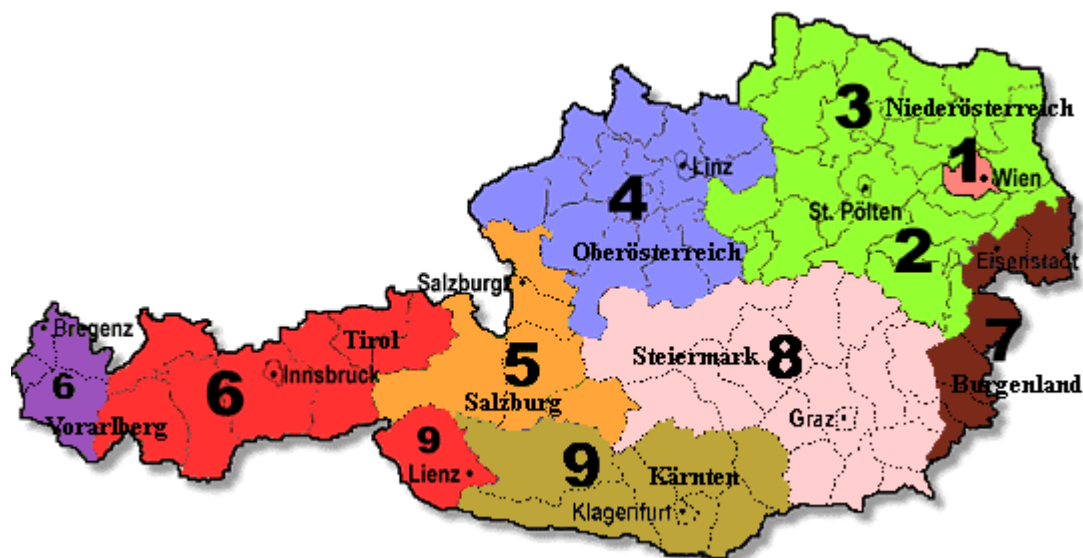 3
Niederösterreich
1
Wien
Linz
4
St. Pölten
Oberösterreich
2
Eisenstadt
Salzburg
Bregenz
Tirol
7
6
Innsbruck
6
5
Steiermark
8
Burgenland
Vorarlberg
Salzburg
Graz
9
Lienz
9
Kärnten
Klagenfurt